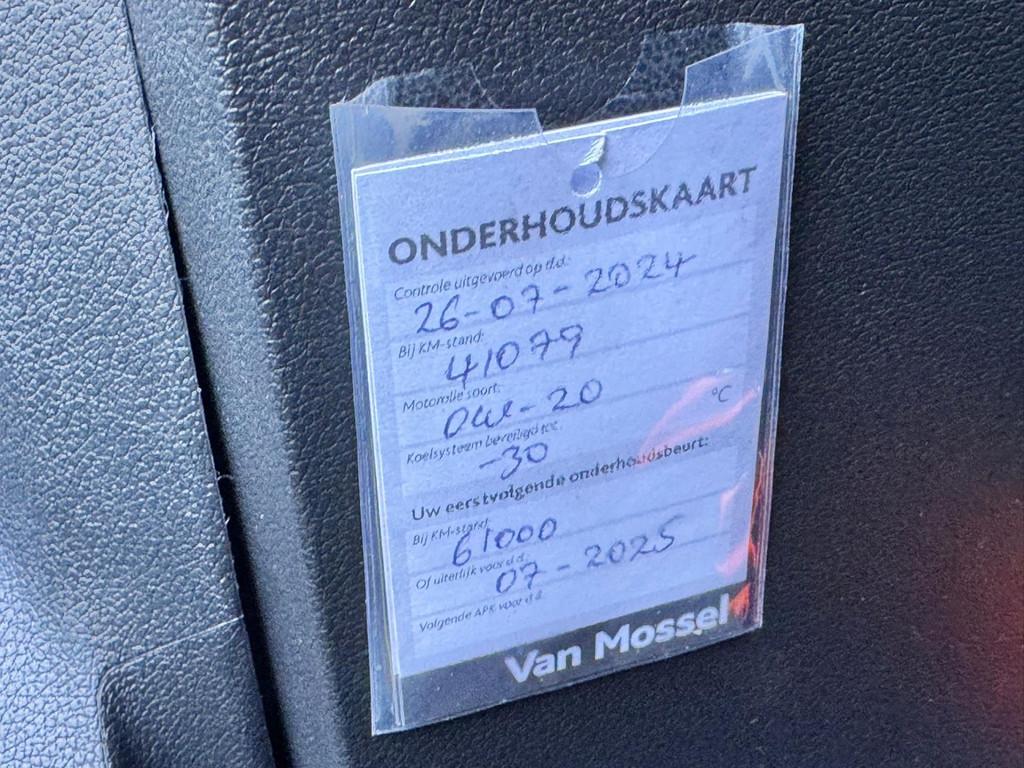 ONDERHOUDSKAART
Controle uitgevoerd op d.d.:
26-07-2024
Bij KM-stand:
41079
Motorolie soort:
0W-20
Koelsysteem beveiligd tot:
-30 °C
Uw eerstvolgende onderhoudsbeurt:
Bij KM-stand:
61000
Of uiterlijk voor d.d.:
07-2025
Volgende APK voor d.d.
Van Mossel